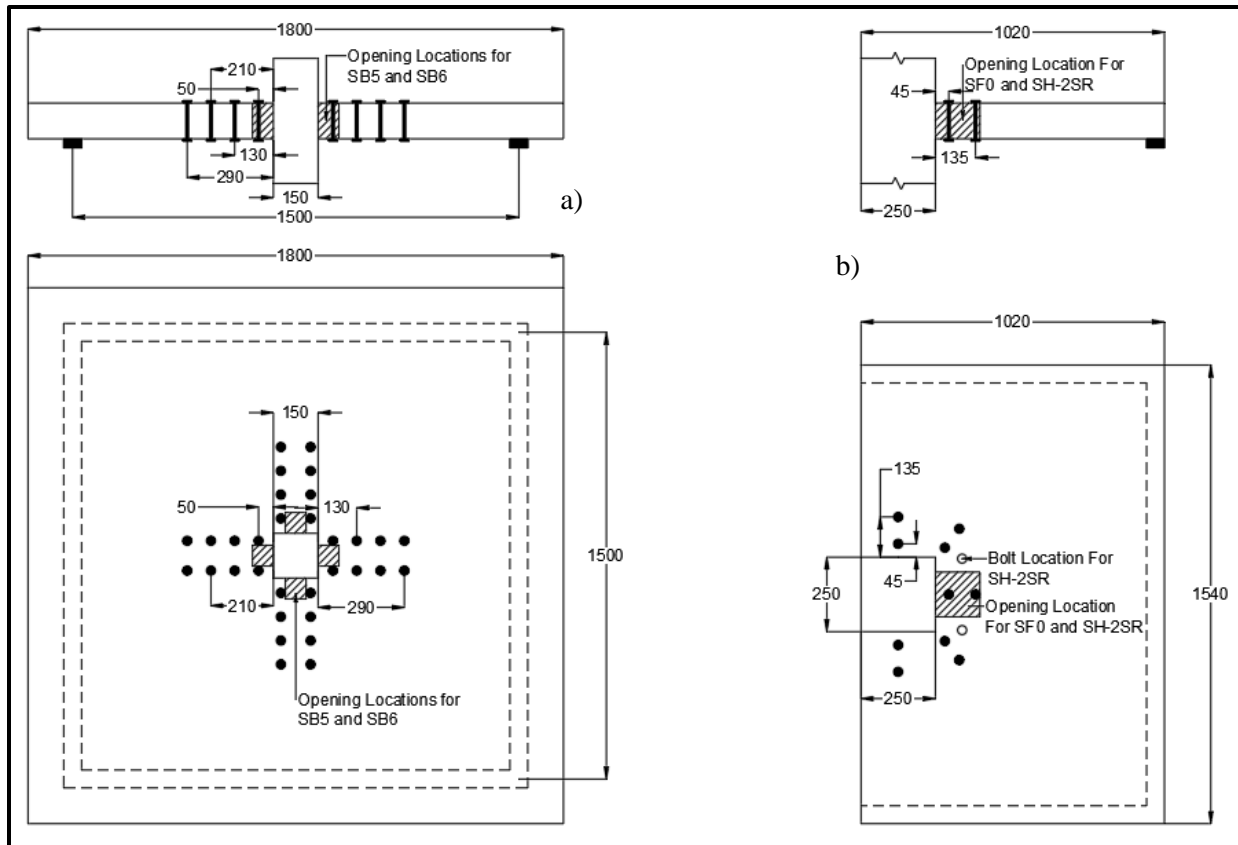 1800
Opening Locations for
SB5 and SB6
210
50
130
290
150
1500
a)
1020
Opening Location For
SF0 and SH-2SR
45
135
250
b)
1800
150
50
130
210
290
1500
Opening Locations for
SB5 and SB6
1020
135
Bolt Location For
SH-2SR
45
250
Opening Location
For SF0 and SH-2SR
250
1540